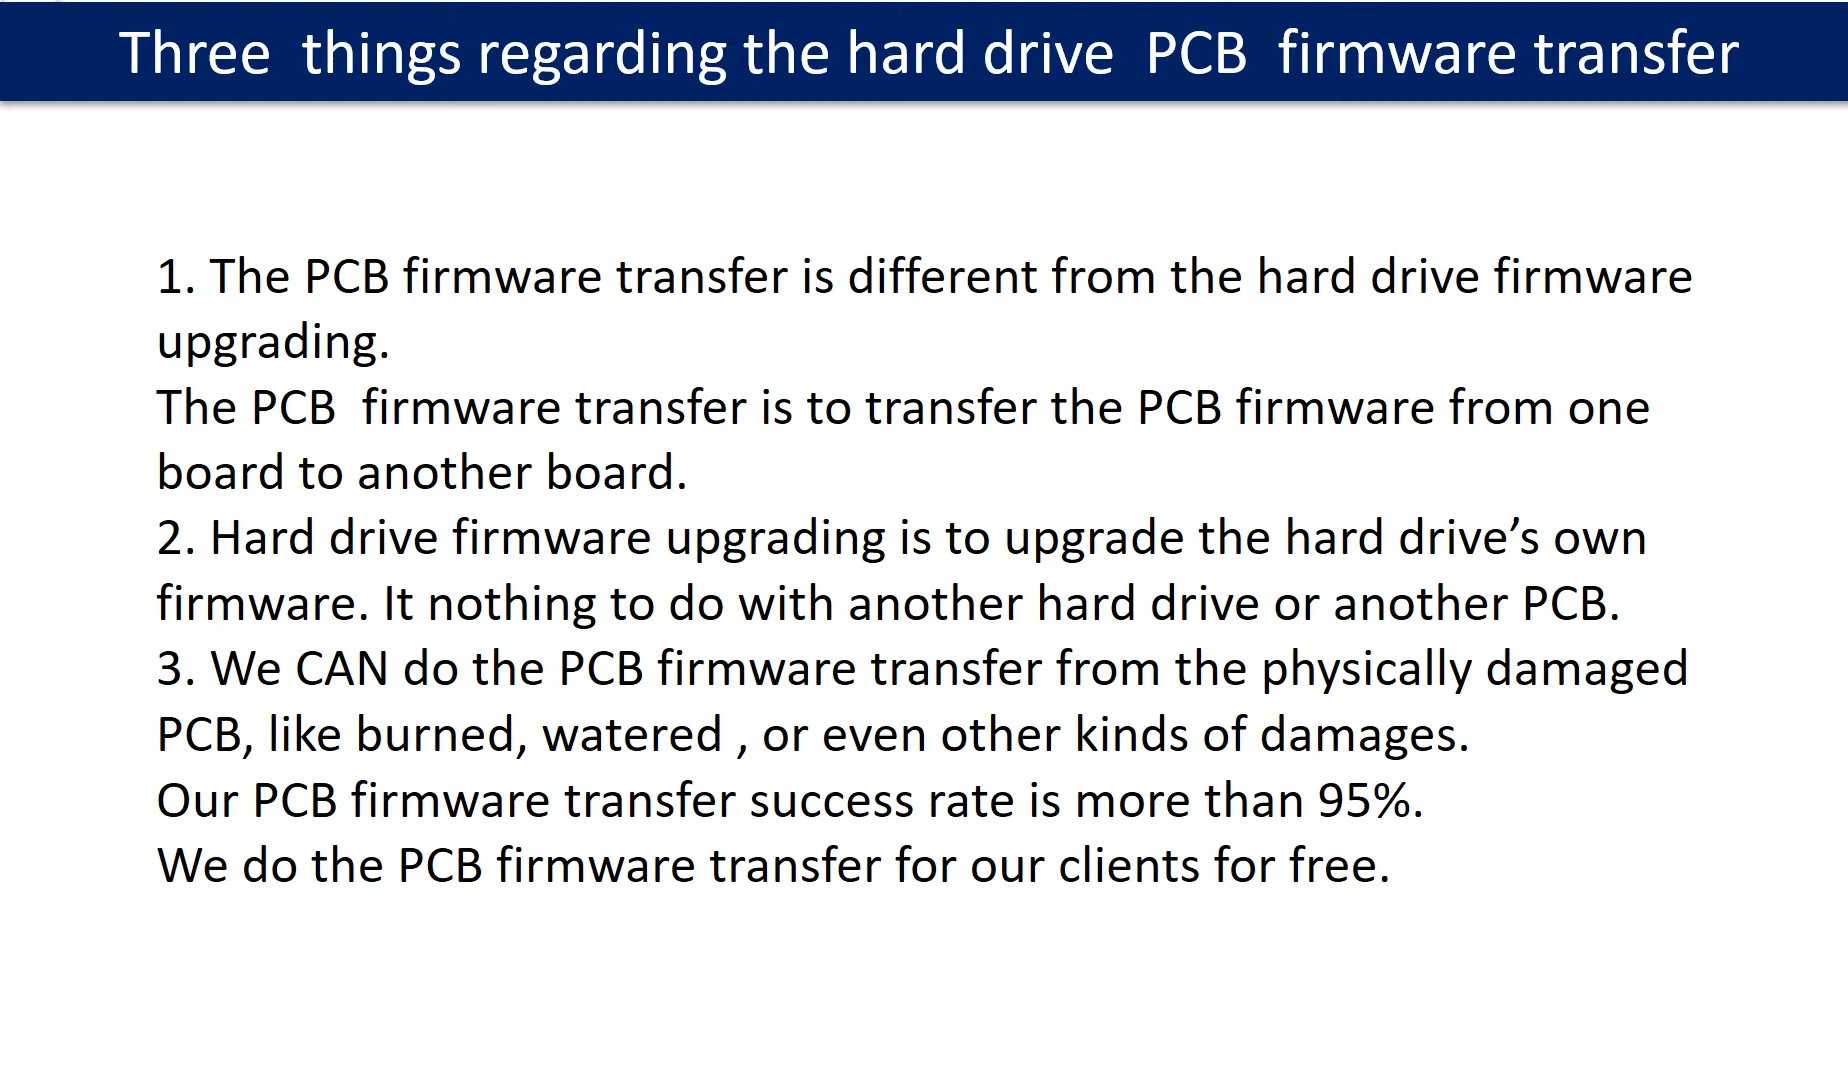 Three things regarding the hard drive PCB firmware transfer
1. The PCB firmware transfer is different from the hard drive firmware
upgrading.
The PCB firmware transfer is to transfer the PCB firmware from one
board to another board.
2. Hard drive firmware upgrading is to upgrade the hard drive’s own
firmware. It nothing to do with another hard drive or another PCB.
3. We CAN do the PCB firmware transfer from the physically damaged
PCB, like burned, watered , or even other kinds of damages.
Our PCB firmware transfer success rate is more than 95%.
We do the PCB firmware transfer for our clients for free.